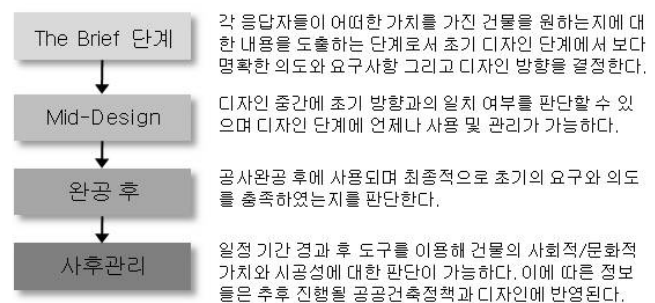 The Brief 단계
각 응답자들이 어떠한 가치를 가진 건물을 원하는지에 대
한 내용을 도출하는 단계로서 초기 디자인 단계에서 보다
명확한 의도와 요구사항 그리고 디자인 방향을 결정한다.
Mid-Design
디자인 중간에 초기 방향과의 일치 여부를 판단할 수 있
으며 디자인 단계에 언제나 사용 및 관리가 가능하다.
완공 후
공사완공 후에 사용되며 최종적으로 초기의 요구와 의도
를 충족하였는지를 판단한다.
사후관리
일정 기간 경과 후 도구를 이용해 건물의 사회적/문화적
가치와 시공성에 대한 판단이 가능하다. 이에 따른 정보
들은 추후 진행될 공공건축정책과 디자인에 반영된다.